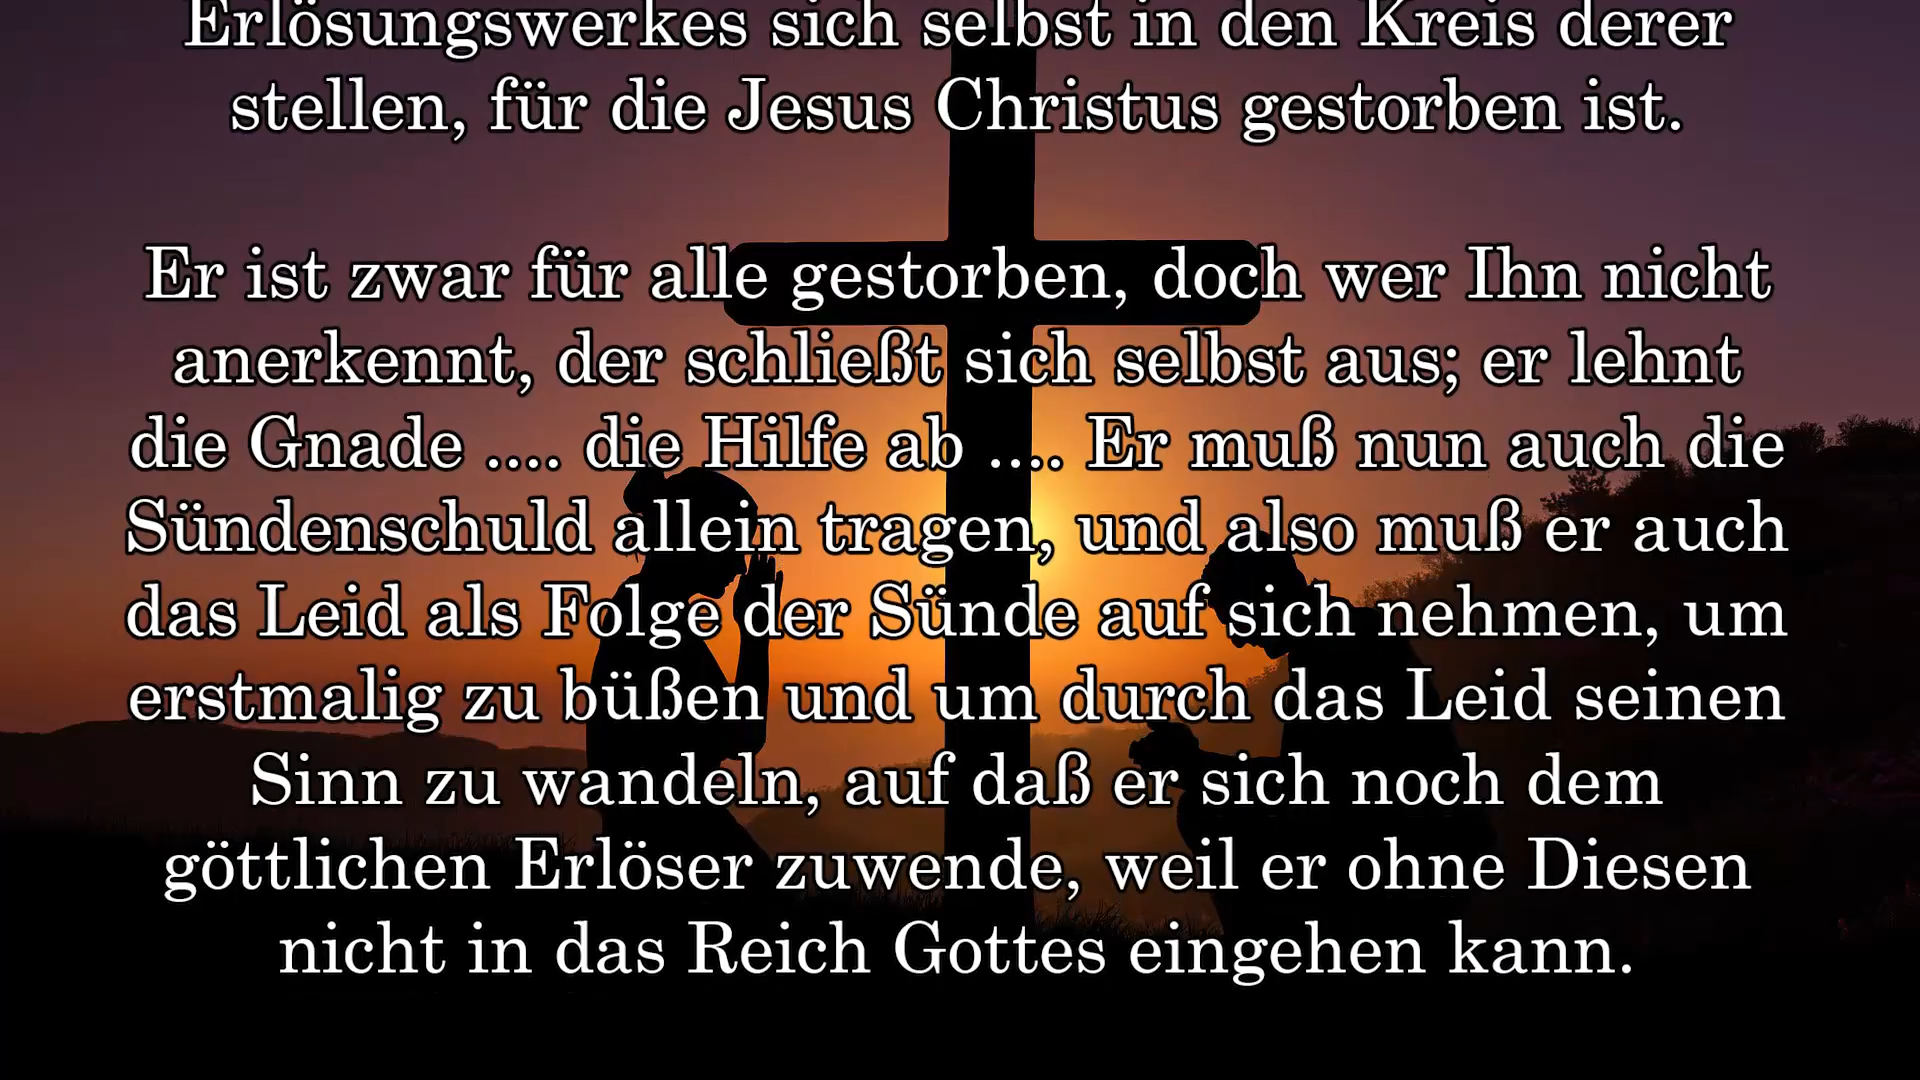 Erlösungswerkes sich selbst in den Kreis derer
stellen, für die Jesus Christus gestorben ist.
Er ist zwar für alle gestorben, doch wer Ihn nicht
anerkennt, der schließt sich selbst aus; er lehnt
die Gnade .... die Hilfe ab .... Er muß nun auch die
Sündenschuld allein tragen, und also muß er auch
das Leid als Folge der Sünde auf sich nehmen, um
erstmalig zu büßen und um durch das Leid seinen
Sinn zu wandeln, auf daß er sich noch dem
göttlichen Erlöser zuwende, weil er ohne Diesen
nicht in das Reich Gottes eingehen kann.